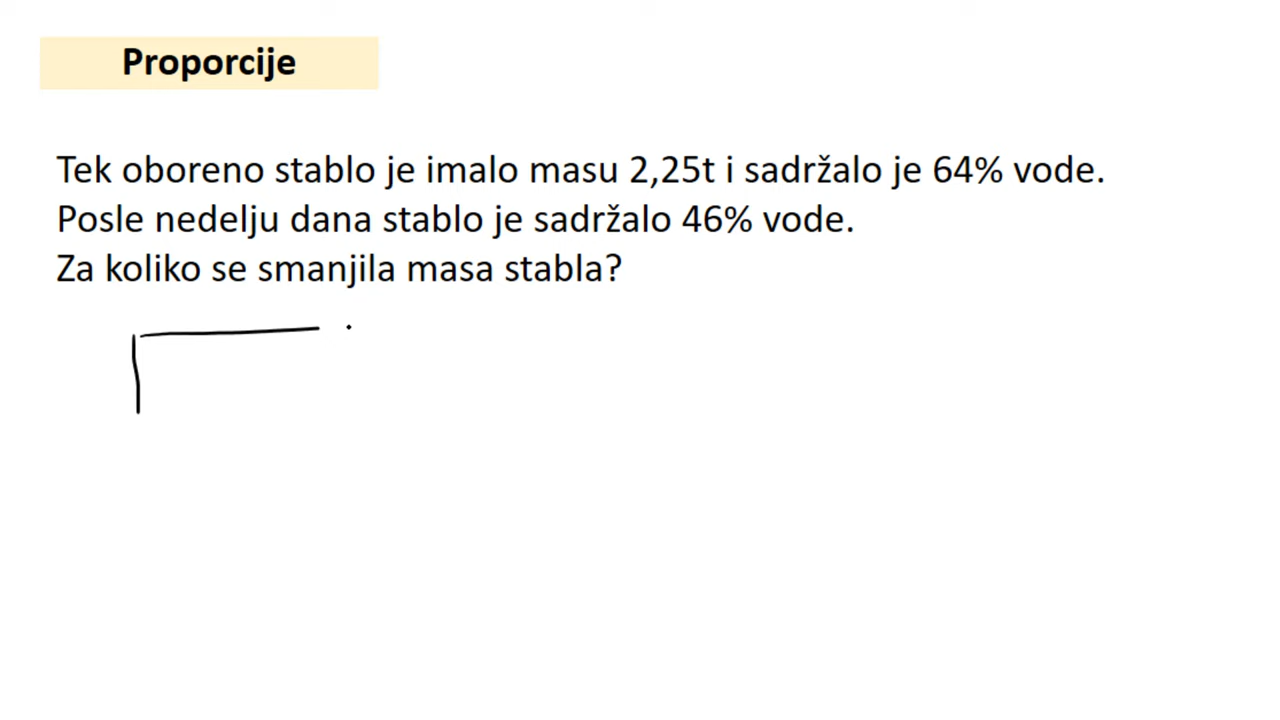 Proporcije
Tek oboreno stablo je imalo masu 2,25t i sadržalo je 64% vode.
Posle nedelju dana stablo je sadržalo 46% vode.
Za koliko se smanjila masa stabla?